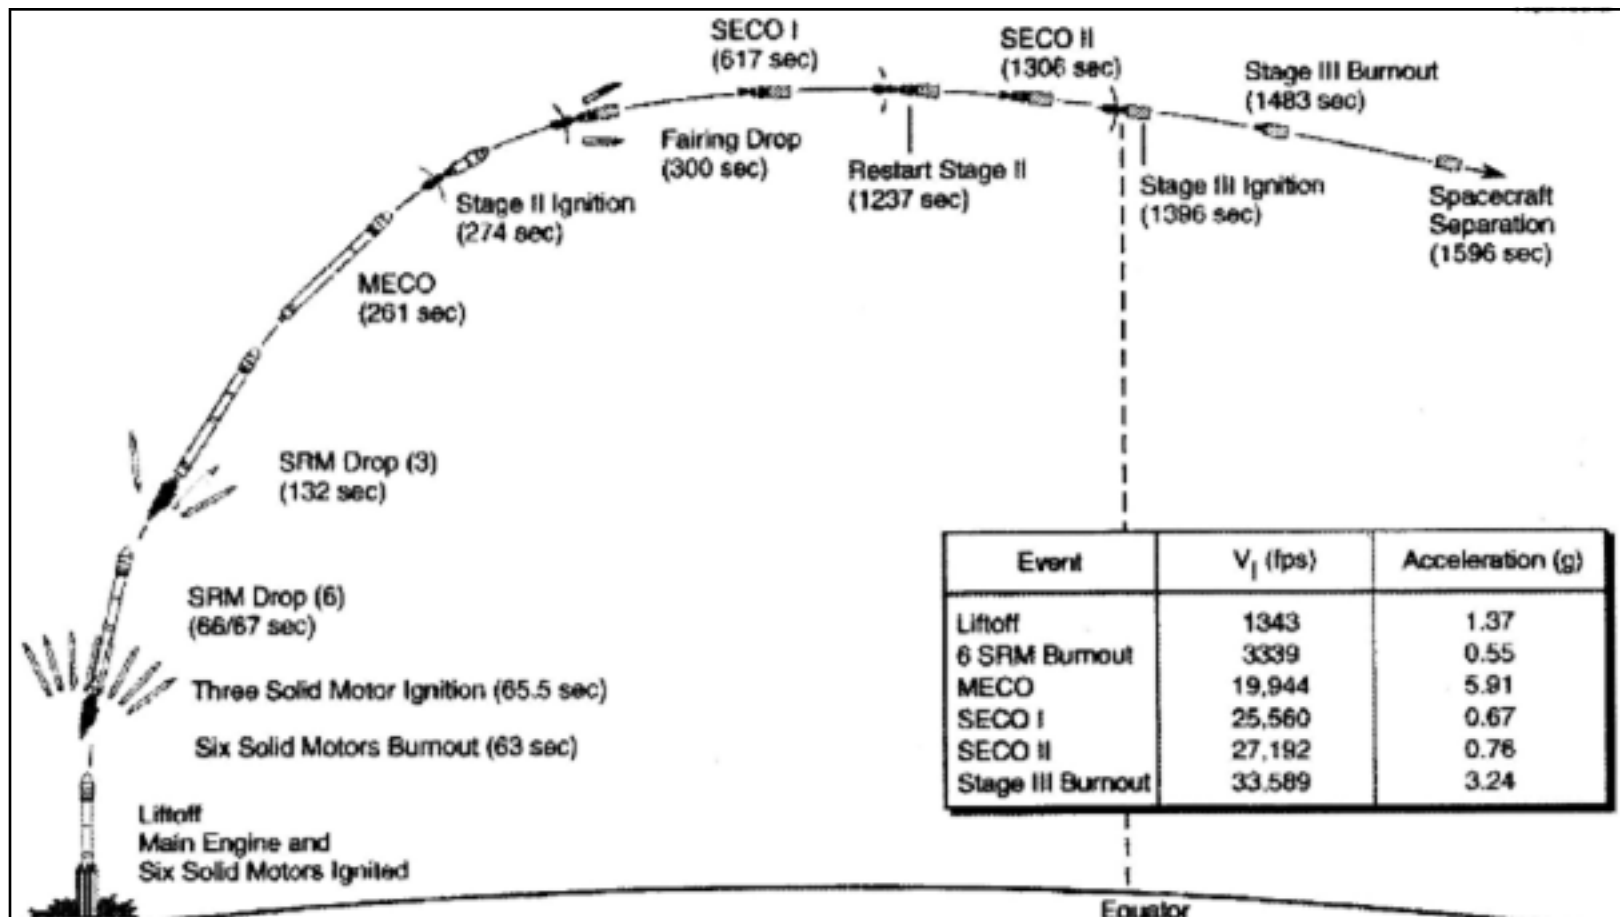 SECO I
(617 sec)
SECO II
(1306 sec)
Stage III Burnout
(1483 sec)
Fairing Drop
(300 sec)
Restart Stage II
(1237 sec)
Stage III Ignition
(1396 sec)
Spacecraft
Separation
(1596 sec)
Stage II Ignition
(274 sec)
MECO
(261 sec)
SRM Drop (3)
(132 sec)
SRM Drop (6)
(66/67 sec)
Three Solid Motor Ignition (65.5 sec)
Six Solid Motors Burnout (63 sec)
Liftoff
Main Engine and
Six Solid Motors Ignited
Event V_I (fps) Acceleration (g)
Liftoff 1343 1.37
6 SRM Burnout 3339 0.55
MECO 19,944 5.91
SECO I 25,560 0.67
SECO II 27,192 0.76
Stage III Burnout 33,589 3.24
Equator